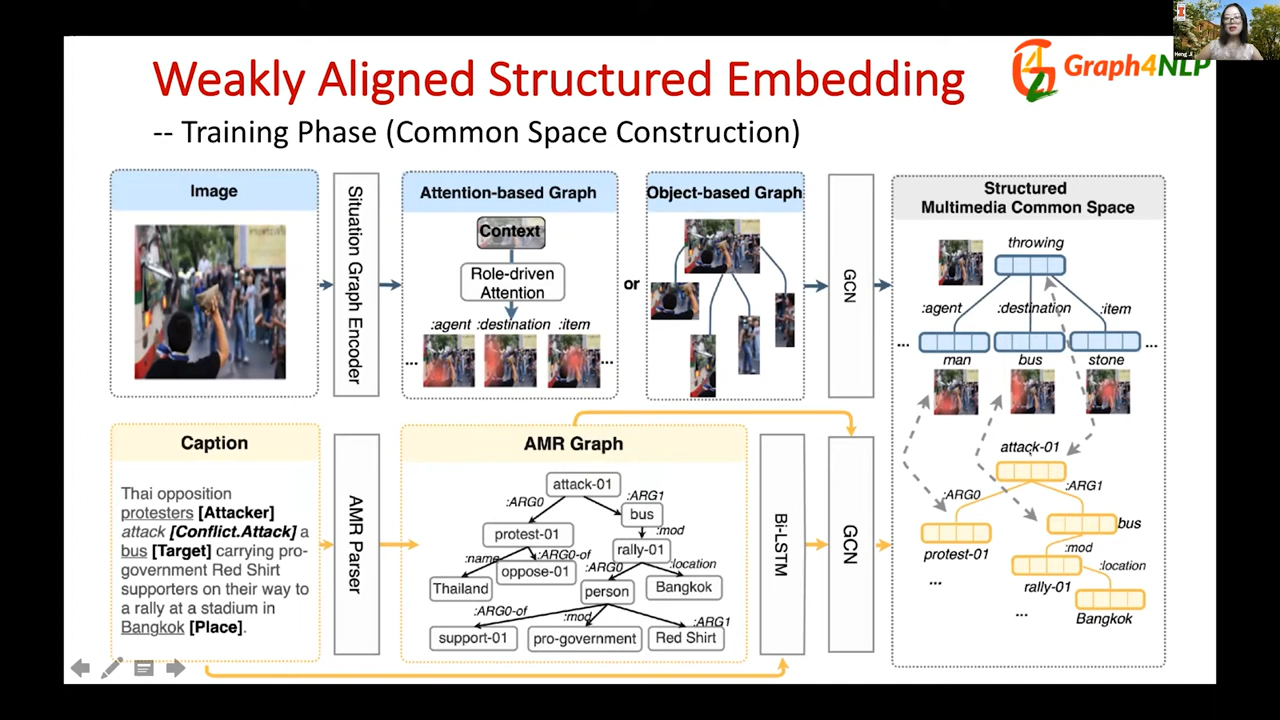 Weakly Aligned Structured Embedding
Graph4NLP
Heng Ji
-- Training Phase (Common Space Construction)
Image
Situation Graph Encoder
Attention-based Graph
Context
Role-driven
Attention
:agent :destination :item
...
...
or
Object-based Graph
GCN
Structured
Multimedia Common Space
throwing
:agent
:destination
:item
...
man
bus
stone
...
attack-01
:ARG0
:ARG1
protest-01
bus
:mod
...
rally-01
:location
...
Bangkok
Caption
Thai opposition
protesters [Attacker]
attack [Conflict.Attack] a
bus [Target] carrying pro-
government Red Shirt
supporters on their way to
a rally at a stadium in
Bangkok [Place].
AMR Parser
AMR Graph
attack-01
:ARG0
:ARG1
bus
protest-01
:mod
:name
:ARG0-of
rally-01
oppose-01
:ARG0
:location
Thailand
person
Bangkok
:ARG0-of
:mod
:ARG1
support-01
pro-government
Red Shirt
Bi-LSTM
GCN